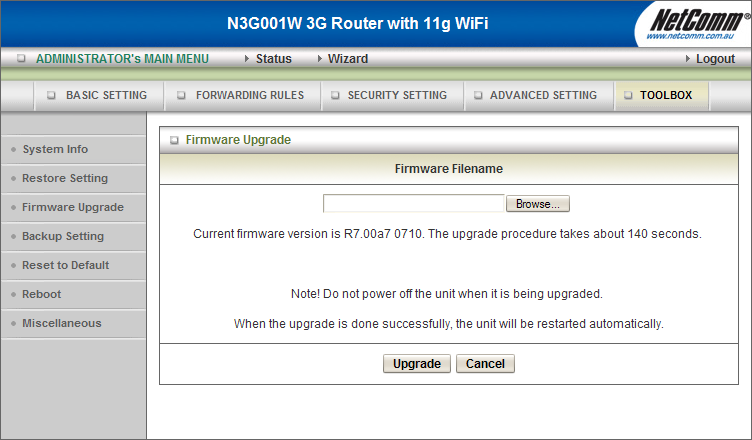 N3G001W 3G Router with 11g WiFi
NetComm
www.netcomm.com.au
ADMINISTRATOR's MAIN MENU Status Wizard Logout
BASIC SETTING FORWARDING RULES SECURITY SETTING ADVANCED SETTING TOOLBOX
System Info
Restore Setting
Firmware Upgrade
Backup Setting
Reset to Default
Reboot
Miscellaneous
Firmware Upgrade
Firmware Filename
Browse...
Current firmware version is R7.00a7 0710. The upgrade procedure takes about 140 seconds.
Note! Do not power off the unit when it is being upgraded.
When the upgrade is done successfully, the unit will be restarted automatically.
Upgrade Cancel